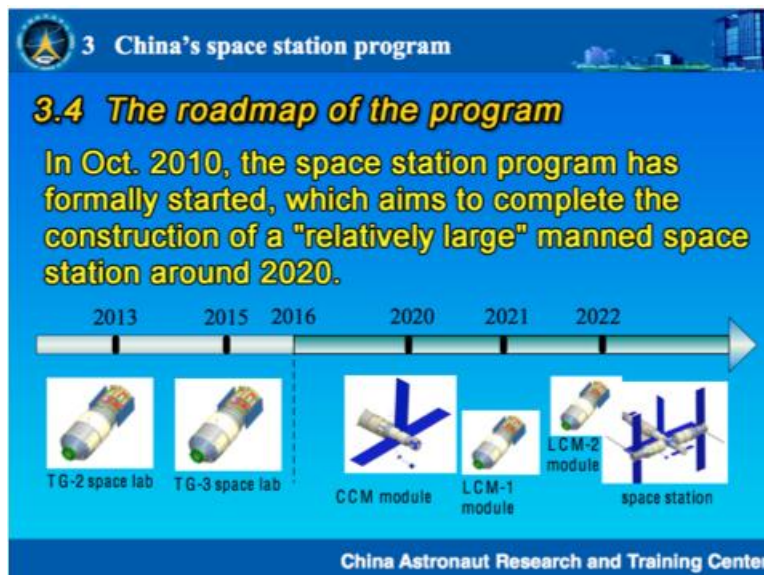 3 China's space station program
3.4 The roadmap of the program
In Oct. 2010, the space station program has
formally started, which aims to complete the
construction of a "relatively large" manned space
station around 2020.
2013 2015 2016 2020 2021 2022
TG-2 space lab
TG-3 space lab
CCM module
LCM-1
module
LCM-2
module
space station
China Astronaut Research and Training Center